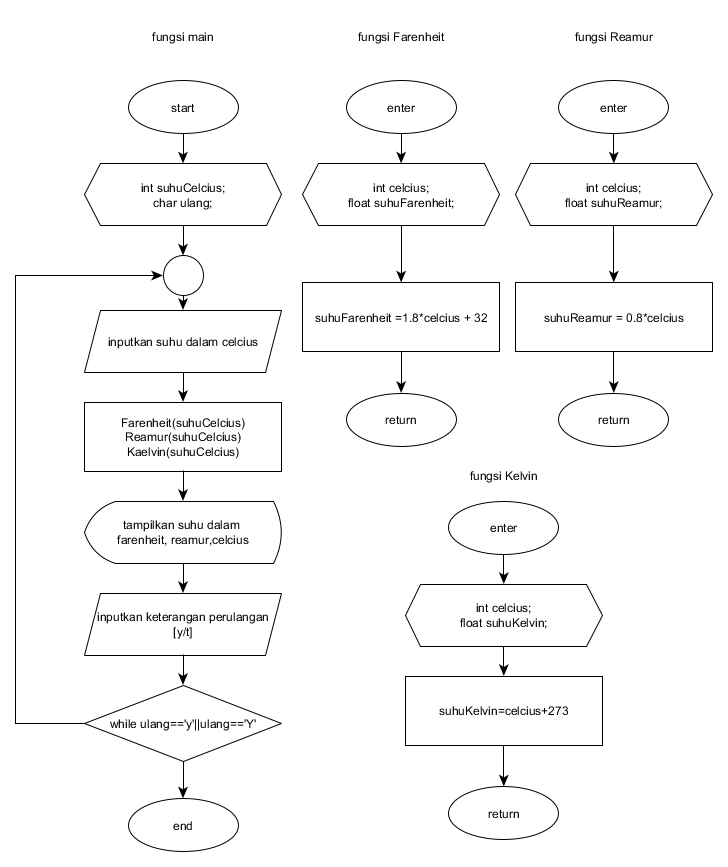 fungsi main
start
int suhuCelcius;
char ulang;
inputkan suhu dalam celcius
Farenheit(suhuCelcius)
Reamur(suhuCelcius)
Kaelvin(suhuCelcius)
tampilkan suhu dalam
farenheit, reamur,celcius
inputkan keterangan perulangan
[y/t]
while ulang=='y'||ulang=='Y'
end
fungsi Farenheit
enter
int celcius;
float suhuFarenheit;
suhuFarenheit =1.8*celcius + 32
return
fungsi Reamur
enter
int celcius;
float suhuReamur;
suhuReamur = 0.8*celcius
return
fungsi Kelvin
enter
int celcius;
float suhuKelvin;
suhuKelvin=celcius+273
return